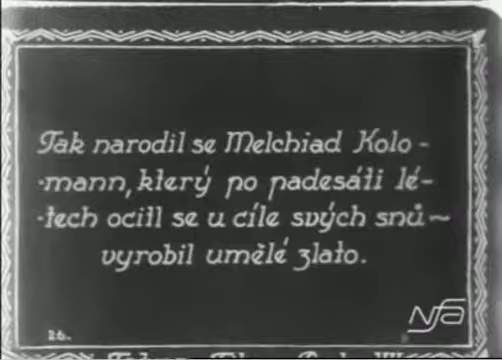 Tak narodil se Melchiad Kolo-
-mann, který po padesáti lé-
-tech ocitl se u cíle svých snů~
vyrobil umělé zlato.
nfa
26.